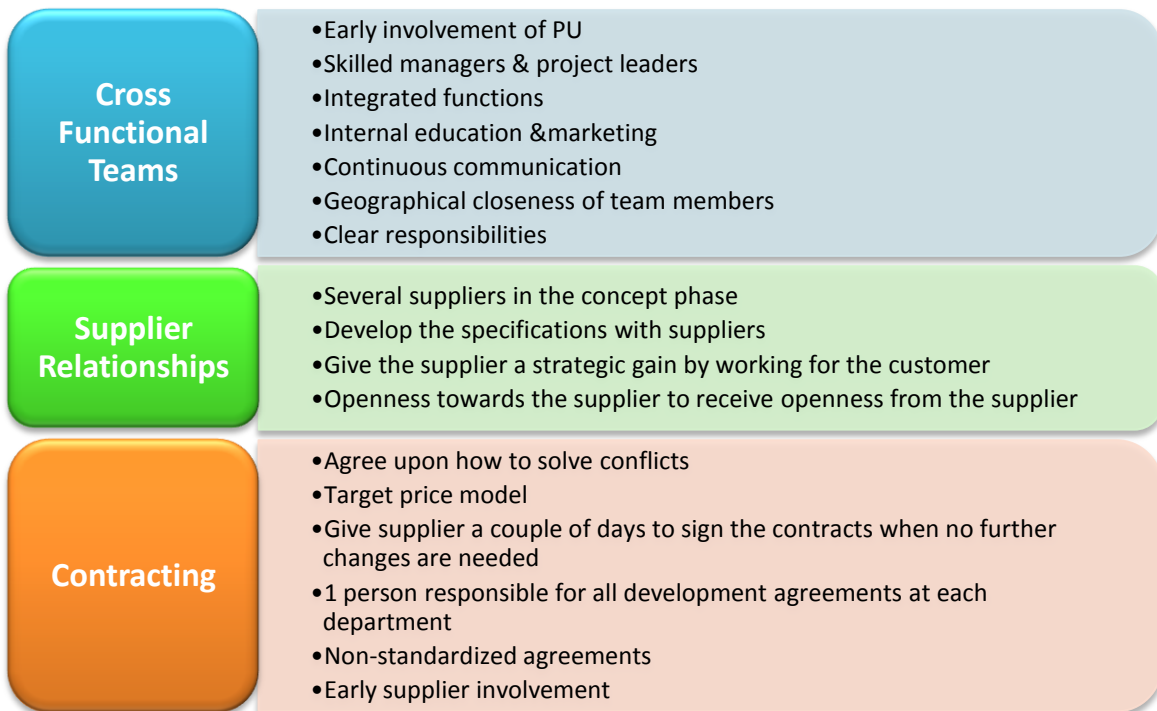 Cross
Functional
Teams
•Early involvement of PU
•Skilled managers & project leaders
•Integrated functions
•Internal education &marketing
•Continuous communication
•Geographical closeness of team members
•Clear responsibilities
Supplier
Relationships
•Several suppliers in the concept phase
•Develop the specifications with suppliers
•Give the supplier a strategic gain by working for the customer
•Openness towards the supplier to receive openness from the supplier
Contracting
•Agree upon how to solve conflicts
•Target price model
•Give supplier a couple of days to sign the contracts when no further
changes are needed
•1 person responsible for all development agreements at each
department
•Non-standardized agreements
•Early supplier involvement